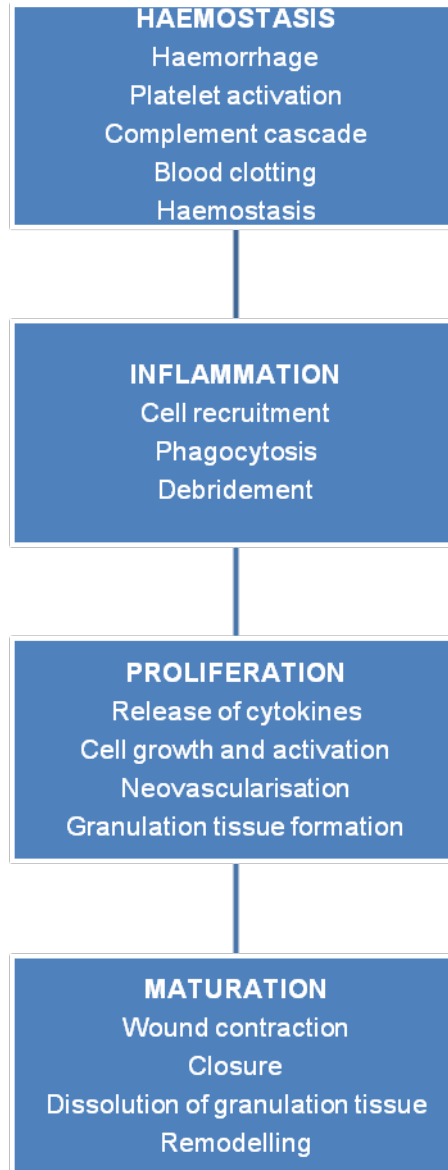 HAEMOSTASIS
Haemorrhage
Platelet activation
Complement cascade
Blood clotting
Haemostasis
INFLAMMATION
Cell recruitment
Phagocytosis
Debridement
PROLIFERATION
Release of cytokines
Cell growth and activation
Neovascularisation
Granulation tissue formation
MATURATION
Wound contraction
Closure
Dissolution of granulation tissue
Remodelling